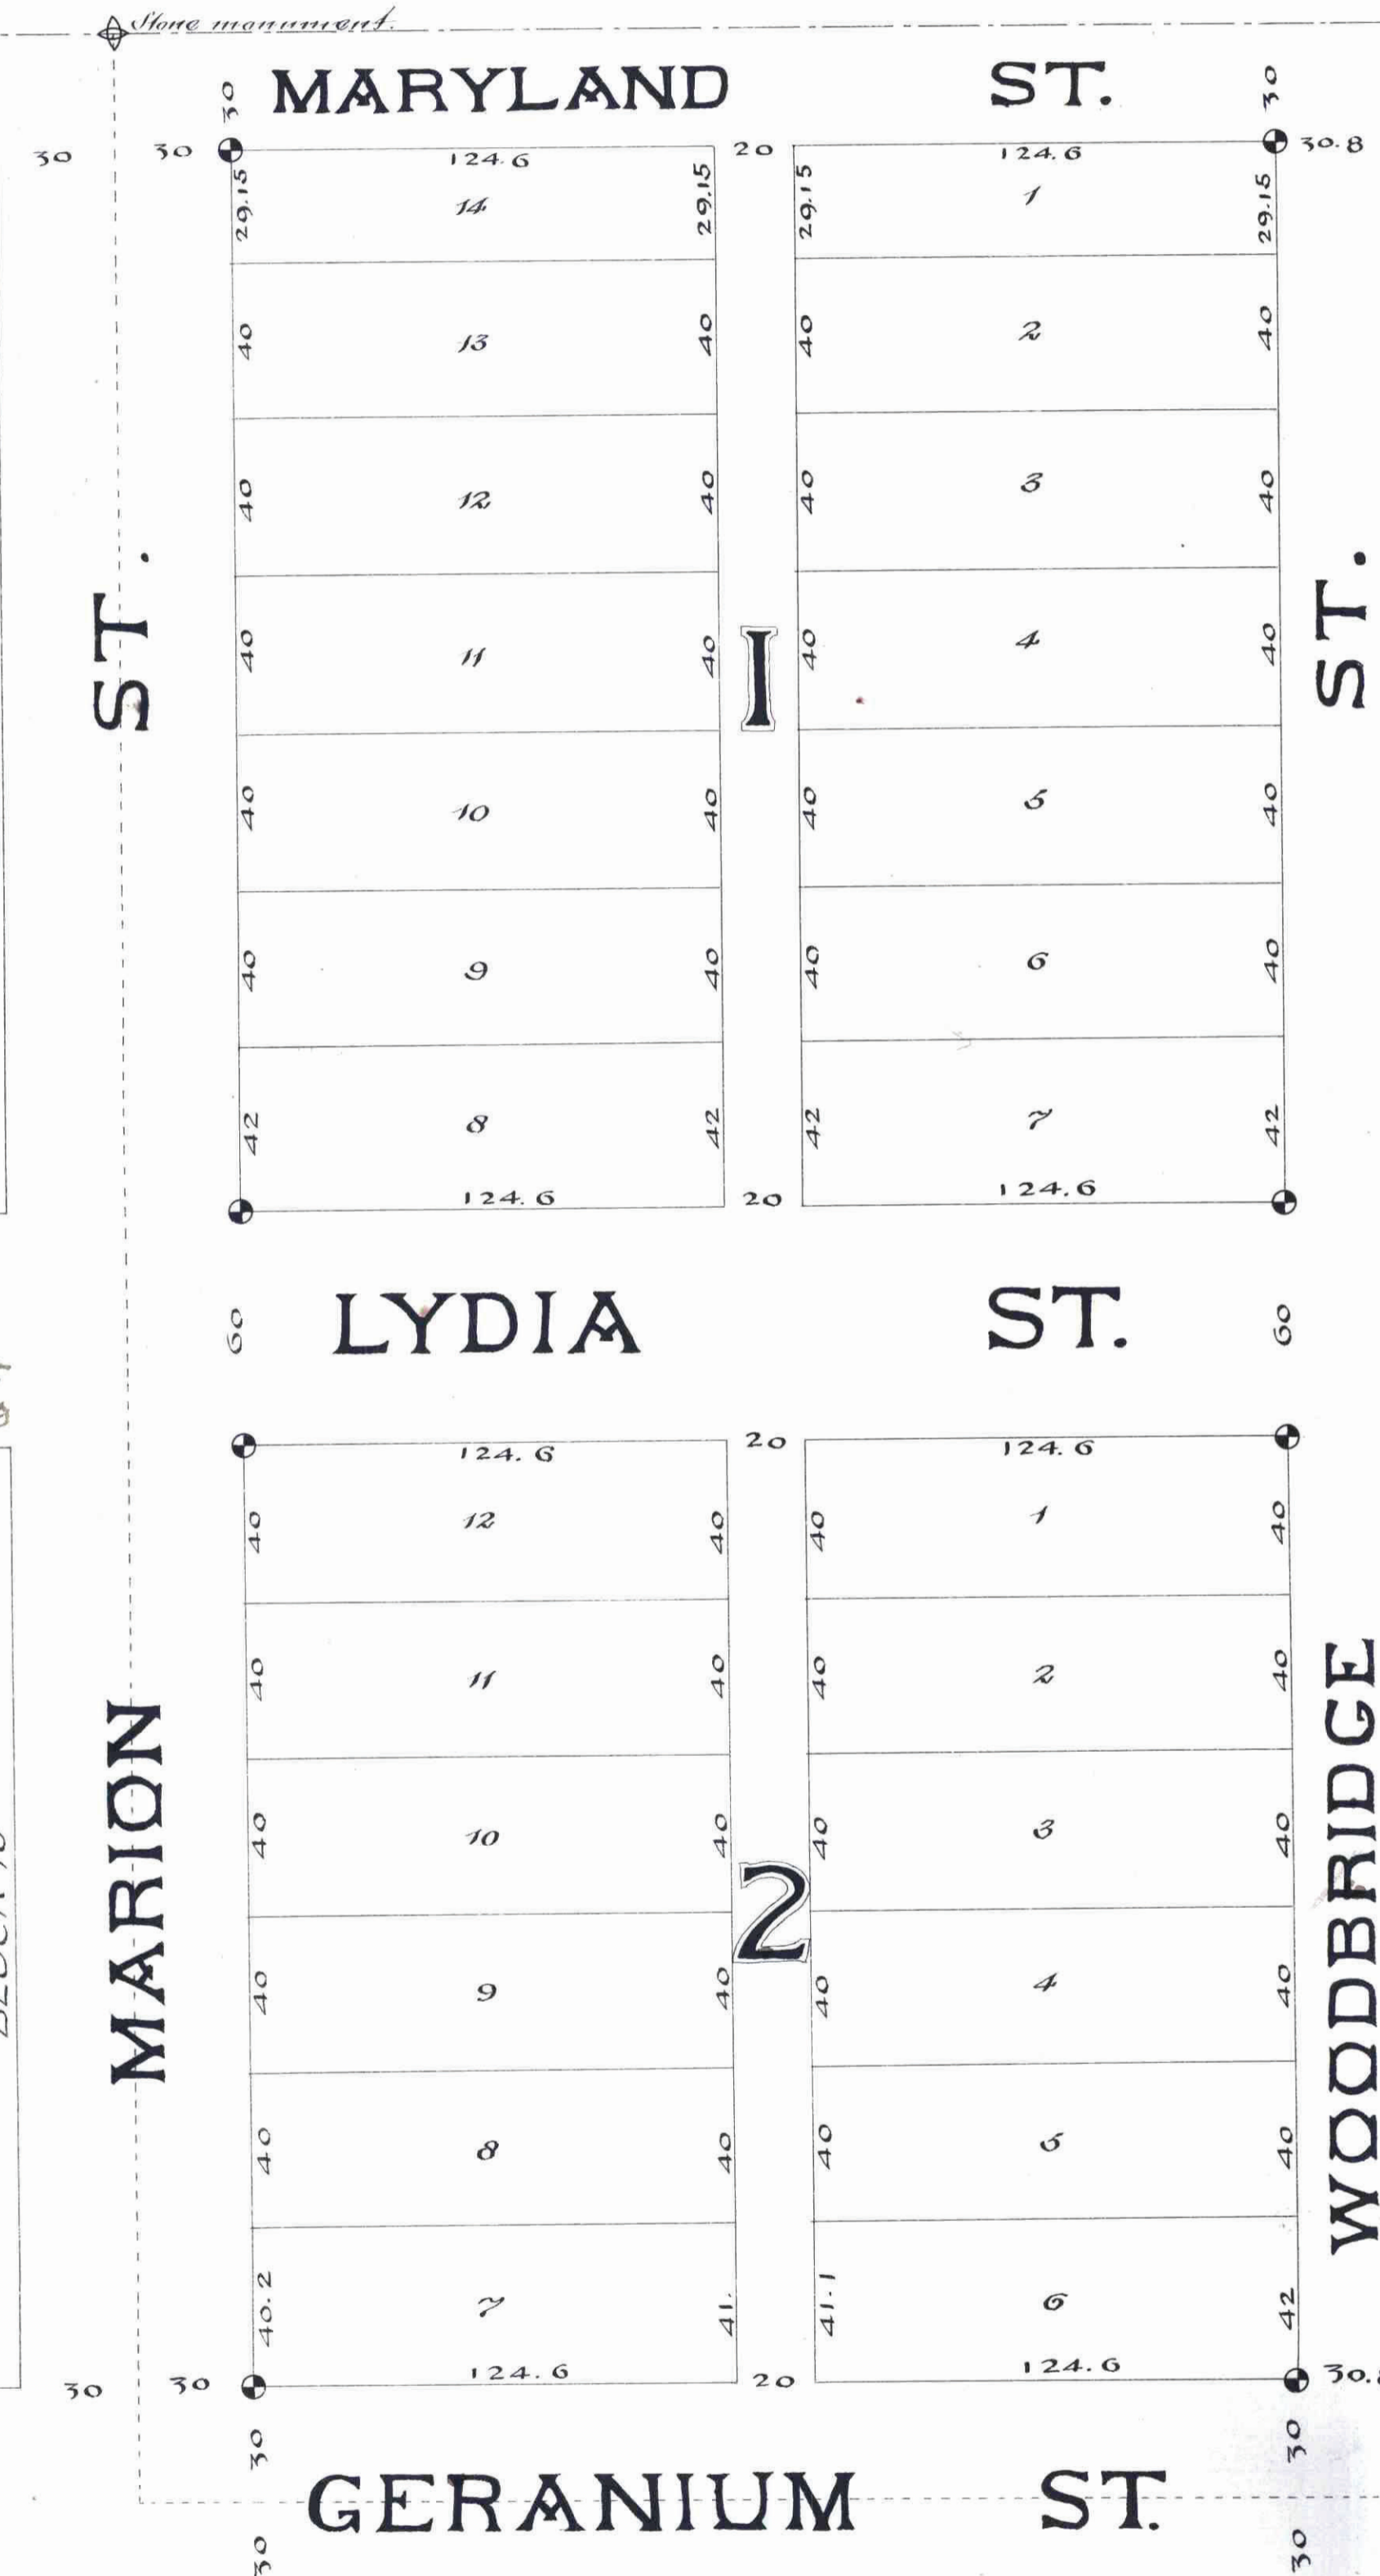 Stone monument.
30 MARYLAND ST. 30
30 30 124.6 20 124.6 30.8
29.15 14 29.15 29.15 1 29.15
40 13 40 40 2 40
40 12 40 40 3 40
ST. ST.
40 11 40 1 40 4 40
40 10 40 40 5 40
40 9 40 40 6 40
42 8 42 42 7 42
124.6 20 124.6
60 LYDIA ST. 60
124.6 20 124.6
40 12 40 40 1 40
40 11 40 40 2 40
MARION WOODBRIDGE
40 10 40 40 3 40
2
40 9 40 40 4 40
40 8 40 40 5 40
40.2 7 41. 41.1 6 42
30 30 124.6 20 124.6 30.
30 30
GERANIUM ST.
30 30